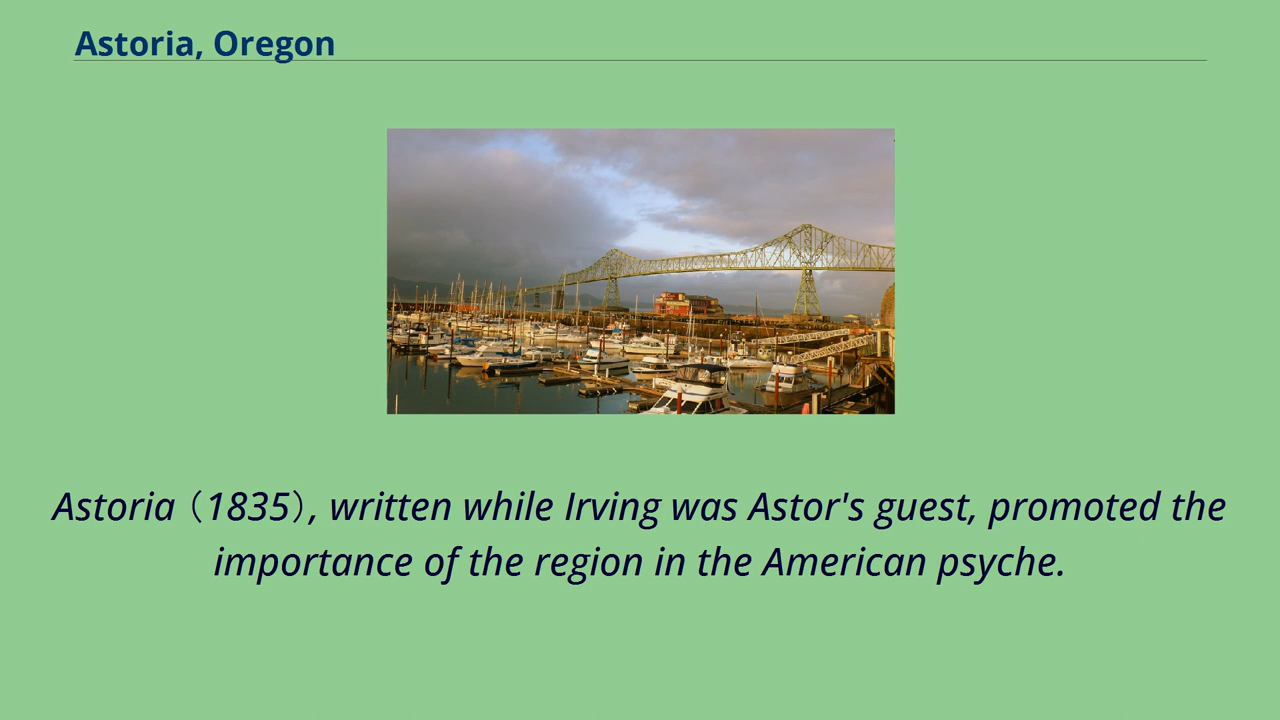 Astoria, Oregon
Astoria（1835）, written while Irving was Astor's guest, promoted the
importance of the region in the American psyche.